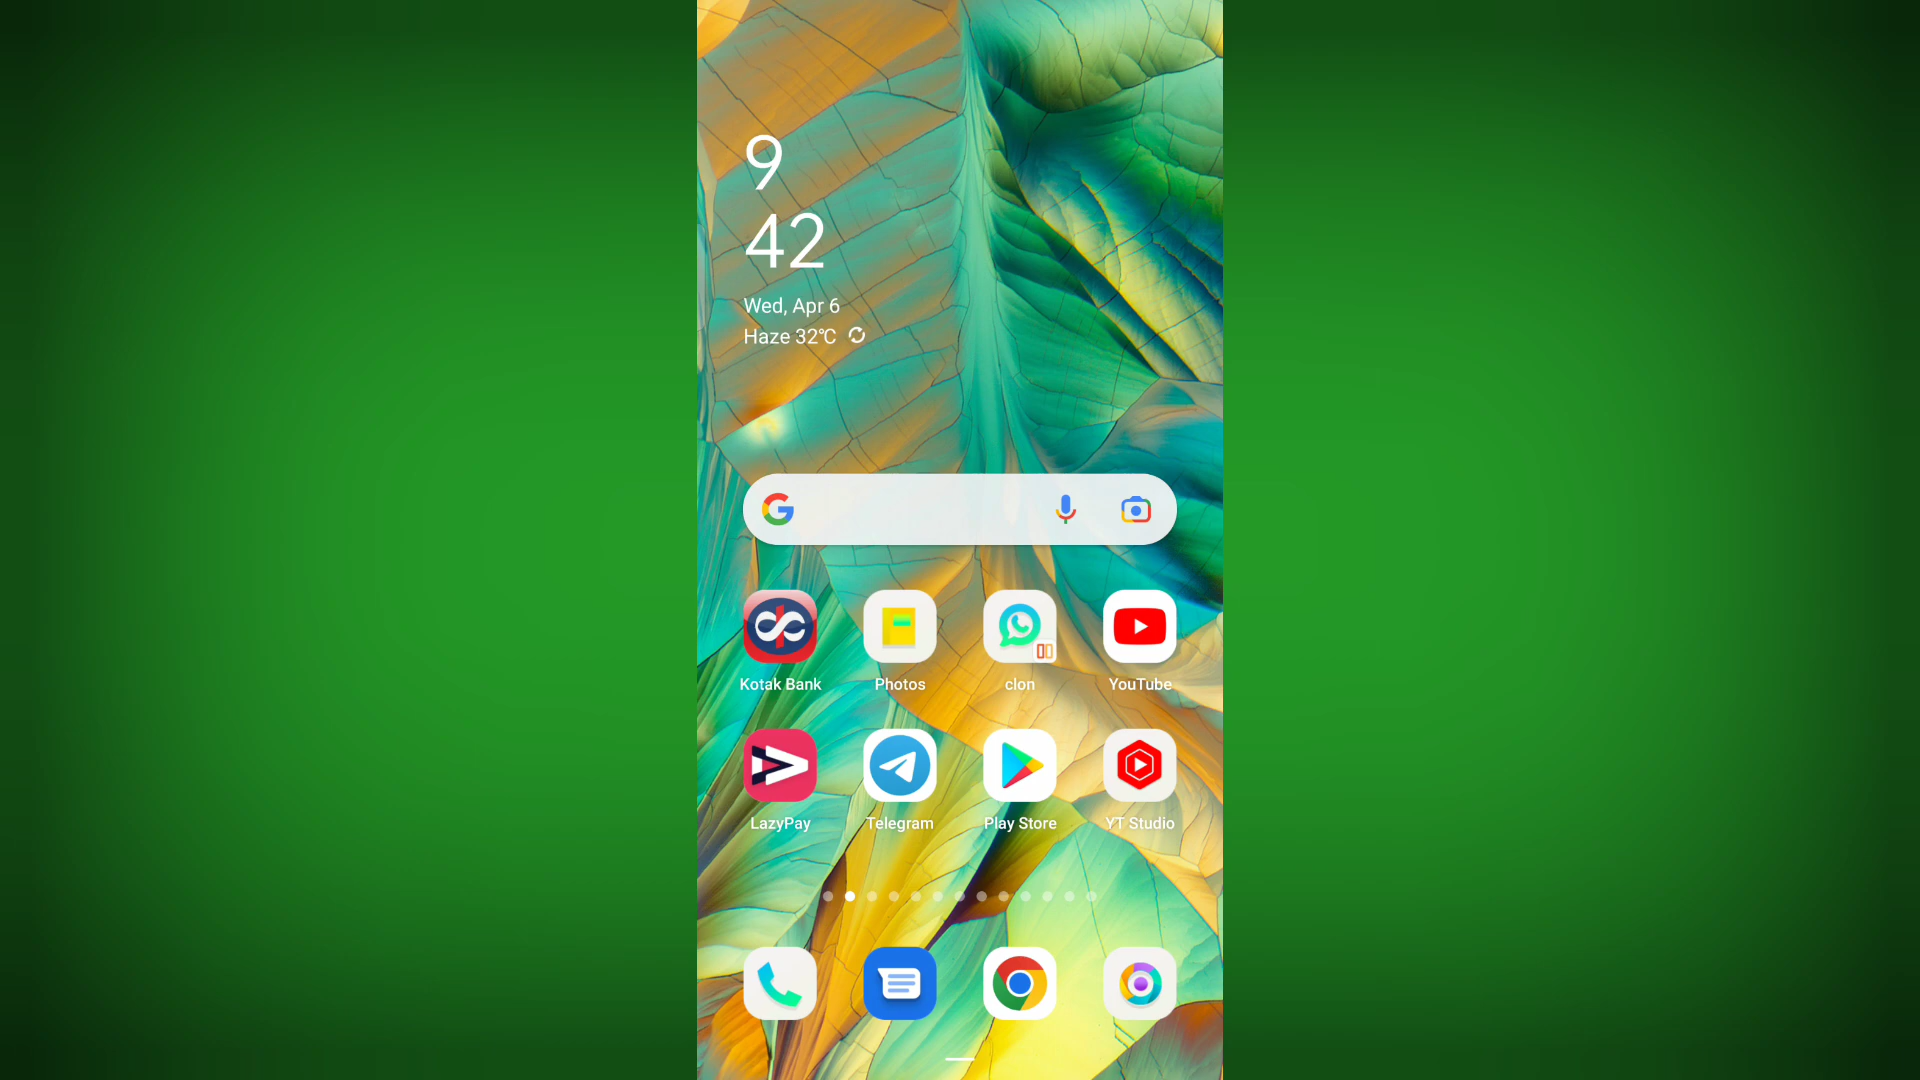 9
42
Wed, Apr 6
Haze 32℃
Kotak Bank
Photos
clon
YouTube
LazyPay
Telegram
Play Store
YT Studio